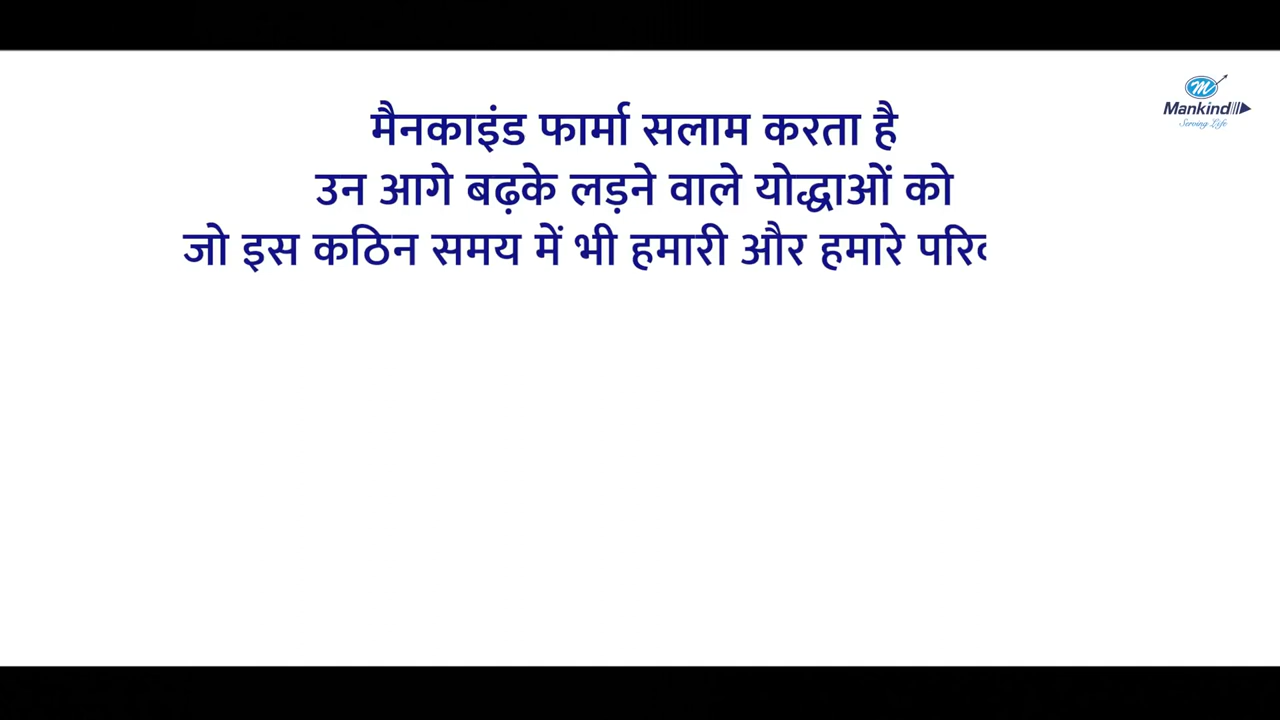 मैनकाइंड फार्मा सलाम करता है
उन आगे बढ़के लड़ने वाले योद्धाओं को
जो इस कठिन समय में भी हमारी और हमारे
Mankind
Serving Life